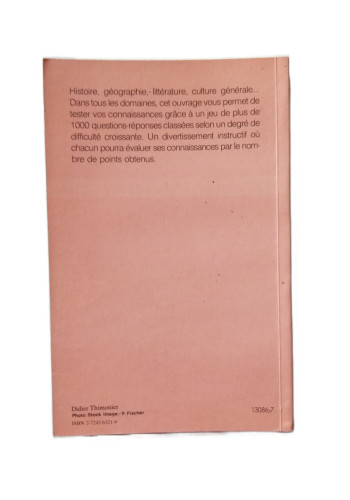 Histoire, géographie, littérature, culture générale...
Dans tous les domaines, cet ouvrage vous permet de
tester vos connaissances grâce à un jeu de plus de
1000 questions-réponses classées selon un degré de
difficulté croissante. Un divertissement instructif où
chacun pourra évaluer ses connaissances par le nom-
bre de points obtenus.
Didier Thimonier
Photo Stock Image - P. Fischer
13086.7
ISBN